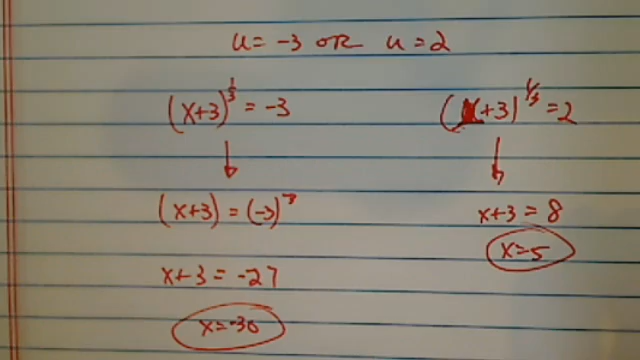 u = -3 OR u = 2
(x+3)^{1/3} = -3
(x+3)^{1/3} = 2
(x+3) = (-3)^3
x+3 = 8
x=5
x+3 = -27
x=-30